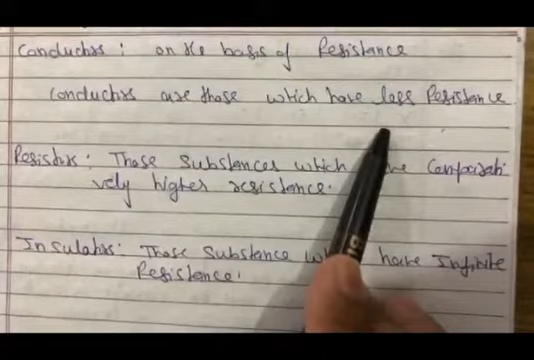 Conductors: on the basis of Resistance
Conductors are those which have less Resistance
Resistors: Those Substances which have Comparati
vely higher resistance.
Insulators: Those Substance have Infinite
Resistance.